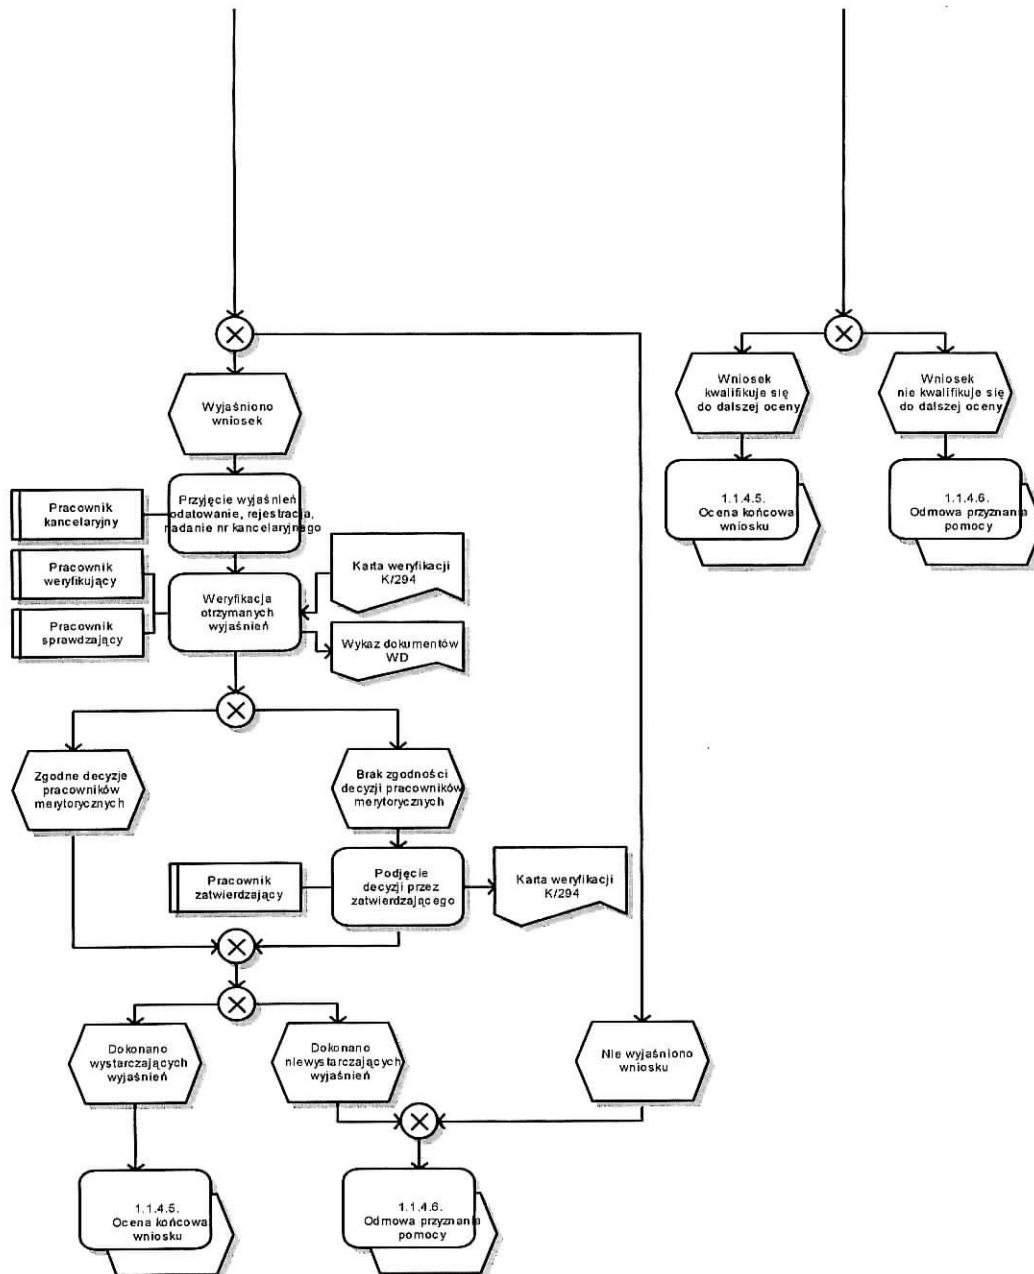 Wniosek
kwalifikuje się
do dalszej oceny
Wniosek
nie kwalifikuje się
do dalszej oceny
Wyjaśniono
wniosek
1.1.4.5.
Ocena końcowa
wniosku
1.1.4.6.
Odmowa przyznania
pomocy
Pracownik
kancelaryjny
Przyjęcie wyjaśnień
odatowanie, rejestracja,
nadanie nr kancelaryjnego
Pracownik
weryfikujący
Pracownik
sprawdzający
Weryfikacja
otrzymanych
wyjaśnień
Karta weryfikacji
K/294
Wykaz dokumentów
WD
Zgodne decyzje
pracowników
merytorycznych
Brak zgodności
decyzji pracowników
merytorycznych
Pracownik
zatwierdzający
Podjęcie
decyzji przez
zatwierdzającego
Karta weryfikacji
K/294
Dokonano
wystarczających
wyjaśnień
Dokonano
niewystarczających
wyjaśnień
Nie wyjaśniono
wniosku
1.1.4.5.
Ocena końcowa
wniosku
1.1.4.6.
Odmowa przyznania
pomocy